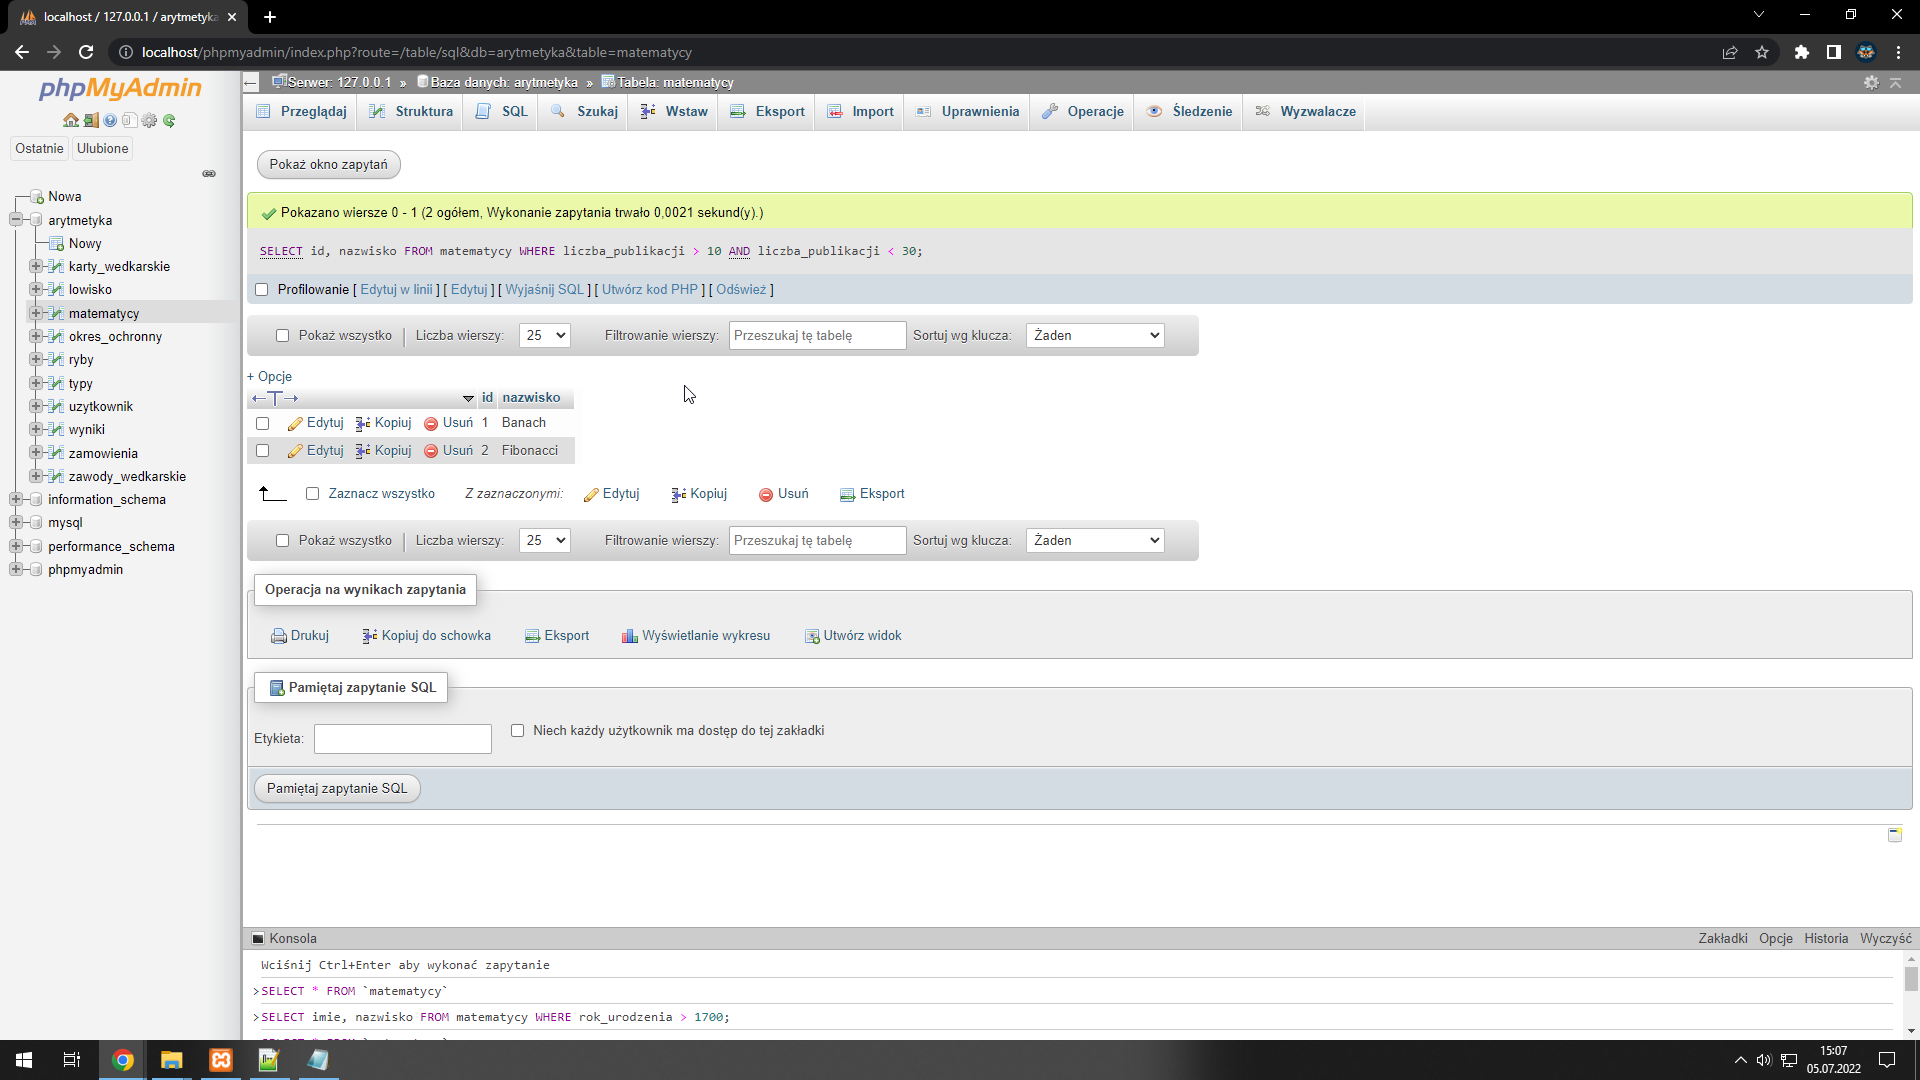 localhost / 127.0.0.1 / arytmetyka
localhost/phpmyadmin/index.php?route=/table/sql&db=arytmetyka&table=matematycy
phpMyAdmin
Ostatnie Ulubione
Nowa
arytmetyka
Nowy
karty_wedkarskie
lowisko
matematycy
okres_ochronny
ryby
typy
uzytkownik
wyniki
zamowienia
zawody_wedkarskie
information_schema
mysql
performance_schema
phpmyadmin
Serwer: 127.0.0.1 » Baza danych: arytmetyka » Tabela: matematycy
Przeglądaj Struktura SQL Szukaj Wstaw Eksport Import Uprawnienia Operacje Śledzenie Wyzwalacze
Pokaż okno zapytań
Pokazano wiersze 0 - 1 (2 ogółem, Wykonanie zapytania trwało 0,0021 sekund(y).)
SELECT id, nazwisko FROM matematycy WHERE liczba_publikacji > 10 AND liczba_publikacji < 30;
Profilowanie [ Edytuj w linii ] [ Edytuj ] [ Wyjaśnij SQL ] [ Utwórz kod PHP ] [ Odśwież ]
Pokaż wszystko Liczba wierszy: 25 Filtrowanie wierszy: Przeszukaj tę tabelę Sortuj wg klucza: Żaden
+ Opcje
←T→ id nazwisko
Edytuj Kopiuj Usuń 1 Banach
Edytuj Kopiuj Usuń 2 Fibonacci
Zaznacz wszystko Z zaznaczonymi: Edytuj Kopiuj Usuń Eksport
Pokaż wszystko Liczba wierszy: 25 Filtrowanie wierszy: Przeszukaj tę tabelę Sortuj wg klucza: Żaden
Operacja na wynikach zapytania
Drukuj Kopiuj do schowka Eksport Wyświetlanie wykresu Utwórz widok
Pamiętaj zapytanie SQL
Etykieta: Niech każdy użytkownik ma dostęp do tej zakładki
Pamiętaj zapytanie SQL
Konsola Zakładki Opcje Historia Wyczyść
Wciśnij Ctrl+Enter aby wykonać zapytanie
>SELECT * FROM `matematycy`
>SELECT imie, nazwisko FROM matematycy WHERE rok_urodzenia > 1700;
15:07
05.07.2022